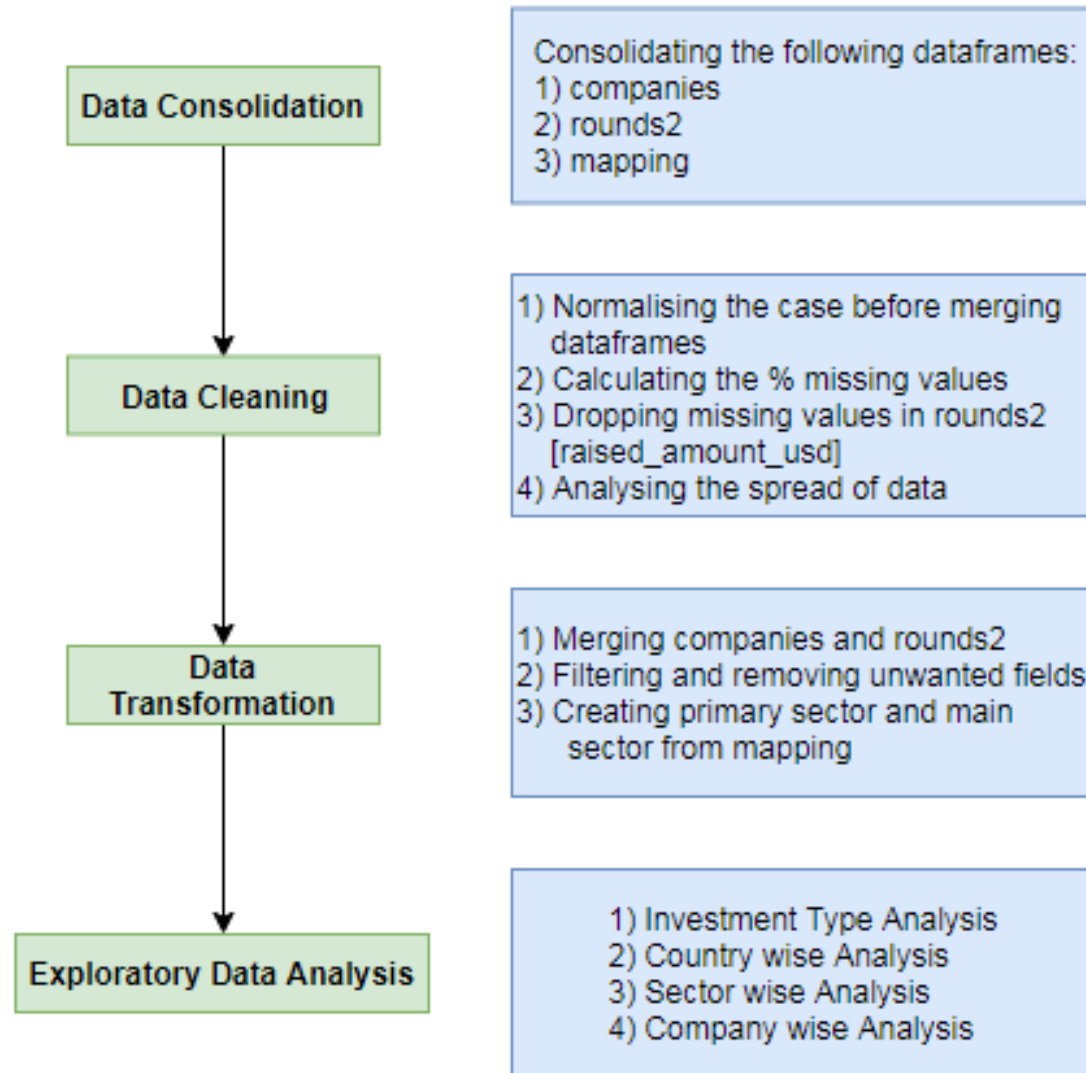 Data Consolidation
Consolidating the following dataframes:
1) companies
2) rounds2
3) mapping
Data Cleaning
1) Normalising the case before merging
dataframes
2) Calculating the % missing values
3) Dropping missing values in rounds2
[raised_amount_usd]
4) Analysing the spread of data
Data
Transformation
1) Merging companies and rounds2
2) Filtering and removing unwanted fields
3) Creating primary sector and main
sector from mapping
Exploratory Data Analysis
1) Investment Type Analysis
2) Country wise Analysis
3) Sector wise Analysis
4) Company wise Analysis